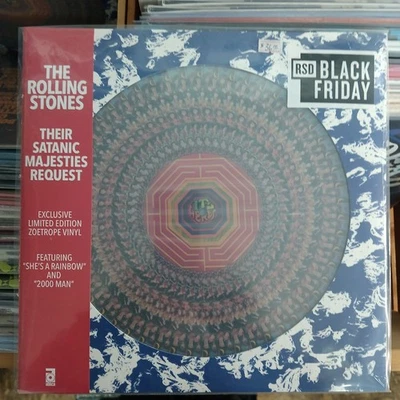 THE
ROLLING
STONES
THEIR
SATANIC
MAJESTIES
REQUEST
EXCLUSIVE
LIMITED EDITION
ZOETROPE VINYL
FEATURING
"SHE'S A RAINBOW"
AND
"2000 MAN"
RSD BLACK
FRIDAY